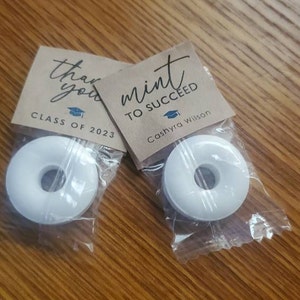 thank
you
CLASS OF 2023
mint
TO SUCCEED
Cashyra Wilson